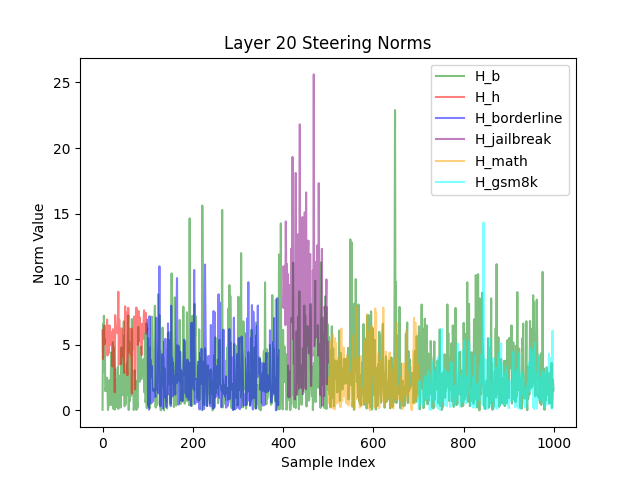 Layer 20 Steering Norms
Norm Value
25
20
15
10
5
0
H_b
H_h
H_borderline
H_jailbreak
H_math
H_gsm8k
0 200 400 600 800 1000
Sample Index